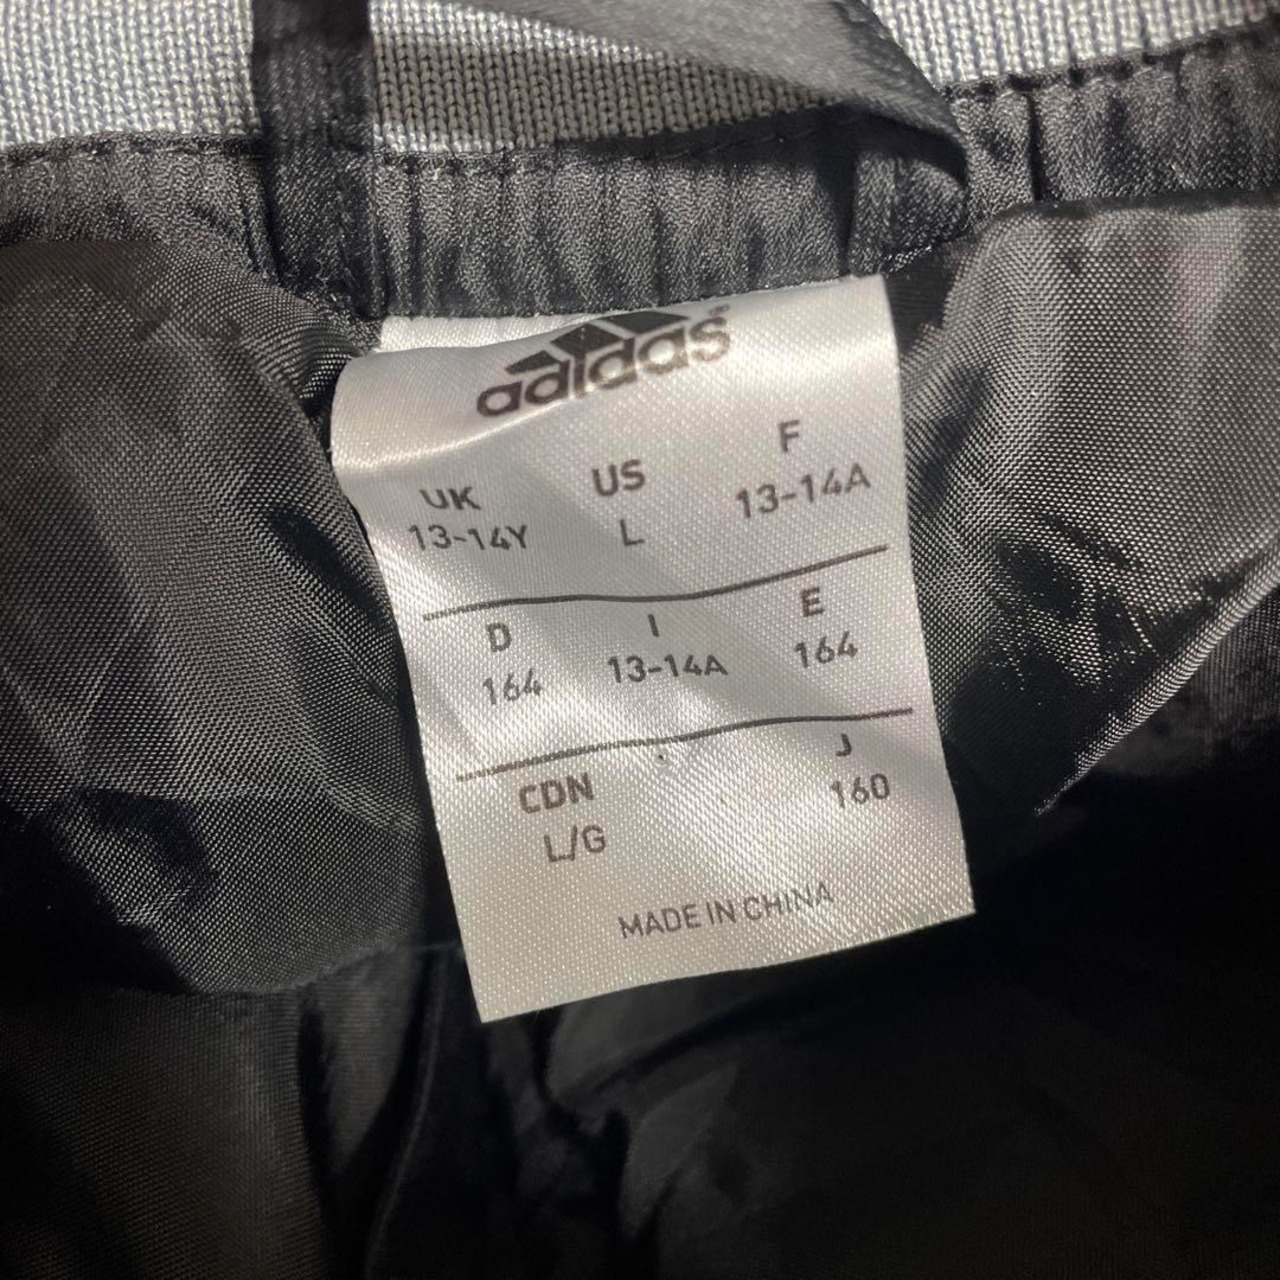 adidas®
UK US F
13-14Y L 13-14A
D I E
164 13-14A 164
CDN J
L/G 160
MADE IN CHINA